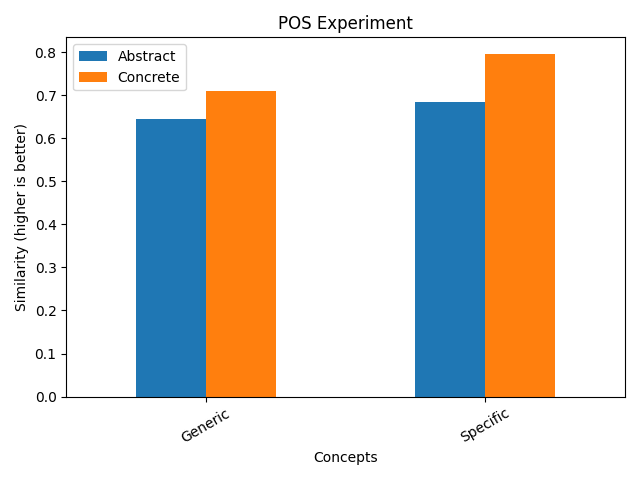 POS Experiment
Abstract
Concrete
Similarity (higher is better)
0.8
0.7
0.6
0.5
0.4
0.3
0.2
0.1
0.0
Generic
Specific
Concepts